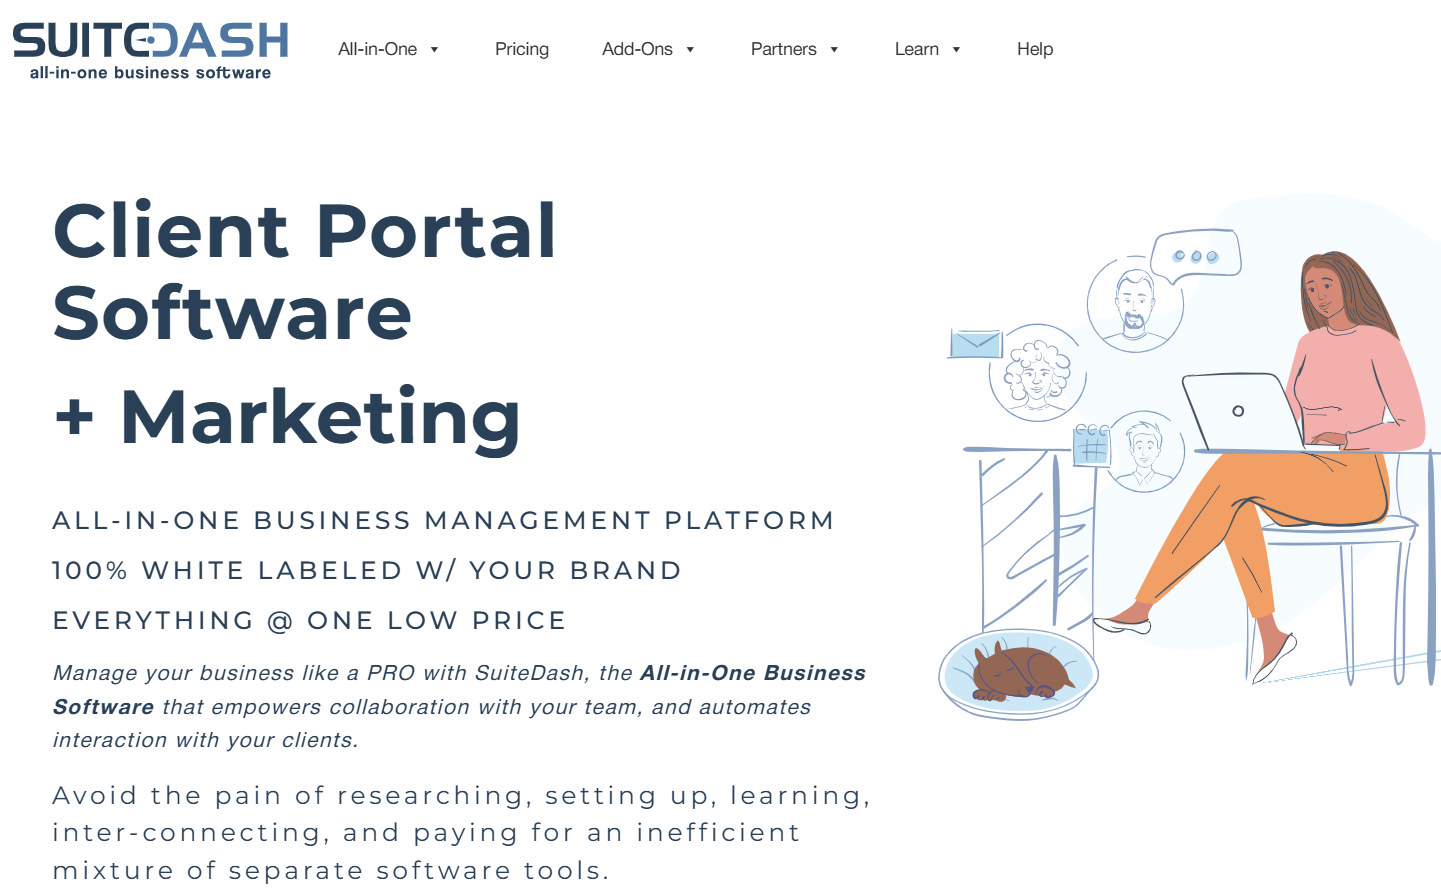 SUITEDASH
all-in-one business software
All-in-One
Pricing
Add-Ons
Partners
Learn
Help
Client Portal
Software
+ Marketing
ALL-IN-ONE BUSINESS MANAGEMENT PLATFORM
100% WHITE LABELED W/ YOUR BRAND
EVERYTHING @ ONE LOW PRICE
Manage your business like a PRO with SuiteDash, the All-in-One Business
Software that empowers collaboration with your team, and automates
interaction with your clients.
Avoid the pain of researching, setting up, learning,
inter-connecting, and paying for an inefficient
mixture of separate software tools.